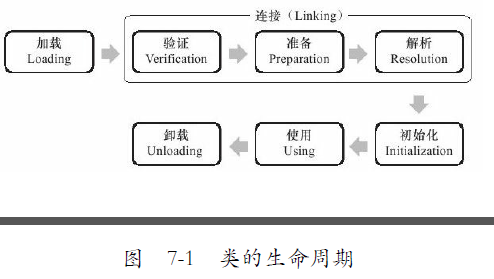 连接（Linking）
加载
Loading
验证
Verification
准备
Preparation
解析
Resolution
初始化
Initialization
使用
Using
卸载
Unloading
图 7-1 类的生命周期